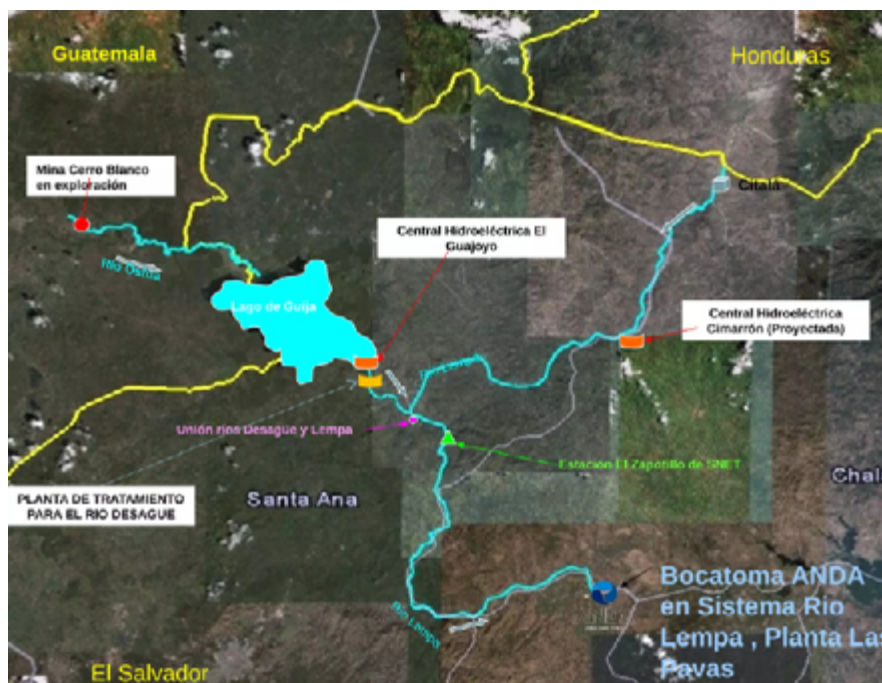 Guatemala
Honduras
Mina Cerro Blanco
en exploración
Citalá
Central Hidroeléctrica El
Guajoyo
Río Ostúa
Lago de Guija
Central Hidroeléctrica
Cimarrón (Proyectada)
Unión ríos Desague y Lempa
Estación El Zapotillo de SNET
PLANTA DE TRATAMIENTO
PARA EL RIO DESAGUE
Santa Ana
Chal
Río Lempa
Bocatoma ANDA
en Sistema Río
Lempa , Planta Las
Pavas
El Salvador